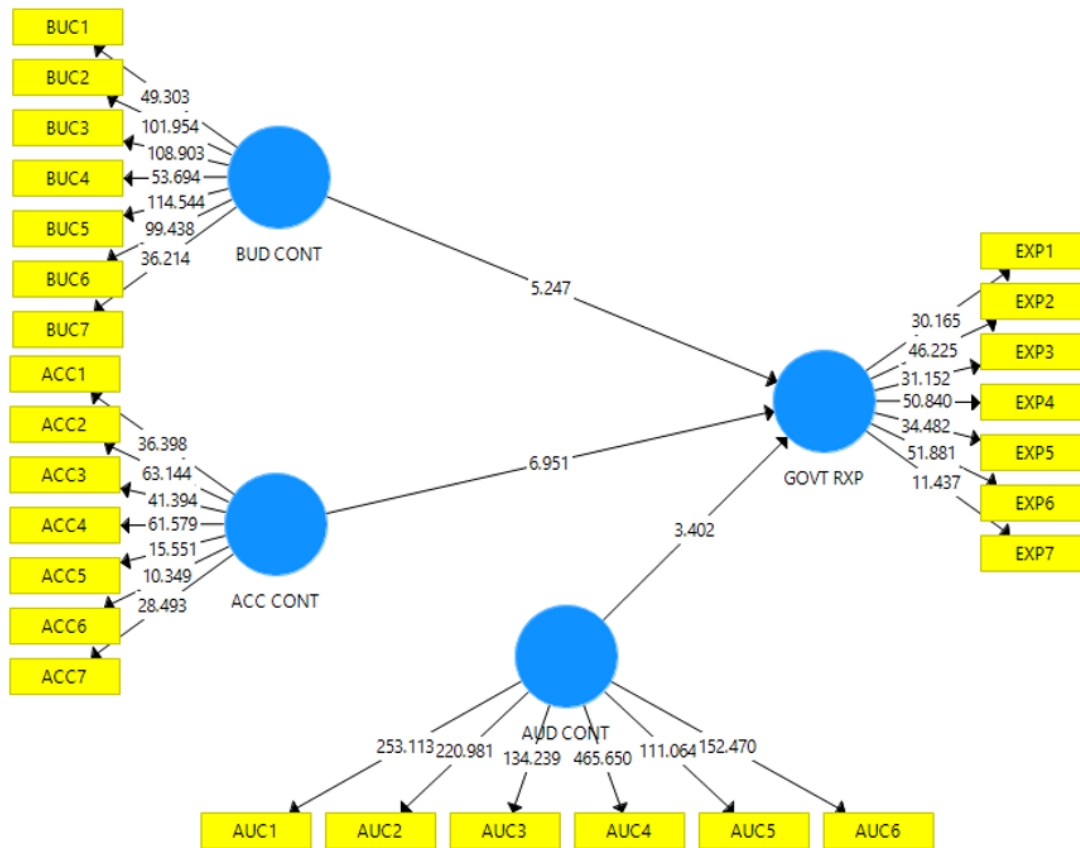 BUC1
BUC2
BUC3
BUC4
BUC5
BUC6
BUC7
49.303
101.954
108.903
53.694
114.544
99.438
36.214
BUD CONT
5.247
ACC1
ACC2
ACC3
ACC4
ACC5
ACC6
ACC7
36.398
63.144
41.394
61.579
15.551
10.349
28.493
ACC CONT
6.951
3.402
GOVT RXP
30.165
46.225
31.152
50.840
34.482
51.881
11.437
EXP1
EXP2
EXP3
EXP4
EXP5
EXP6
EXP7
AUD CONT
253.113
220.981
134.239
465.650
111.064
152.470
AUC1
AUC2
AUC3
AUC4
AUC5
AUC6